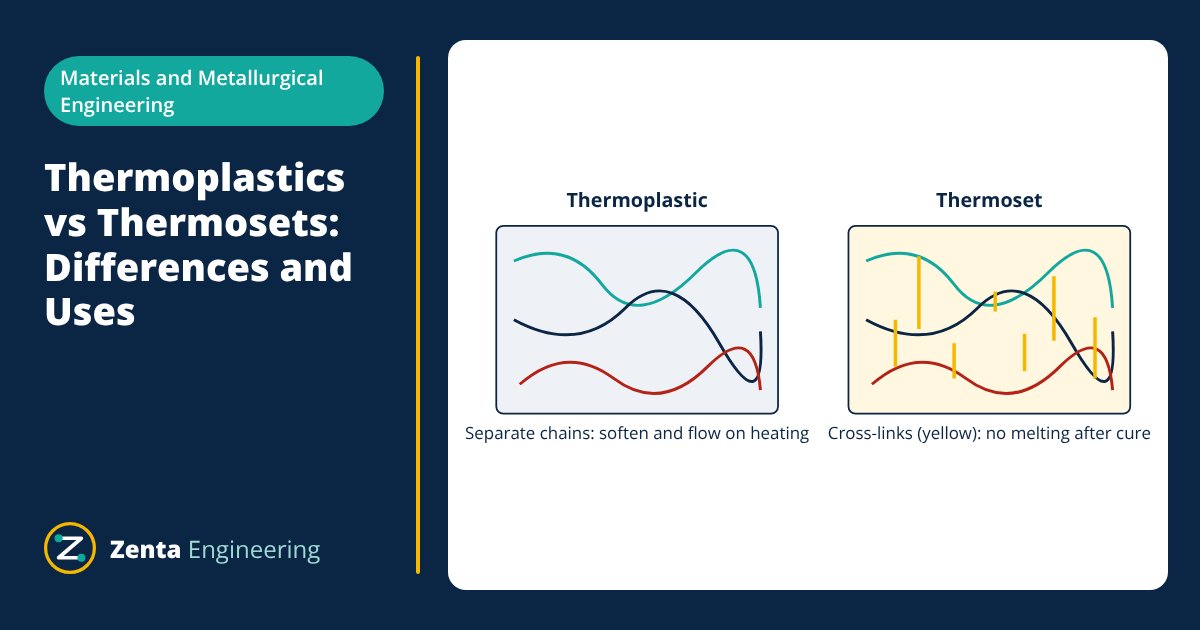 Materials and Metallurgical
Engineering
Thermoplastics
vs Thermosets:
Differences and
Uses
Zenta Engineering
Thermoplastic
Separate chains: soften and flow on heating
Thermoset
Cross-links (yellow): no melting after cure